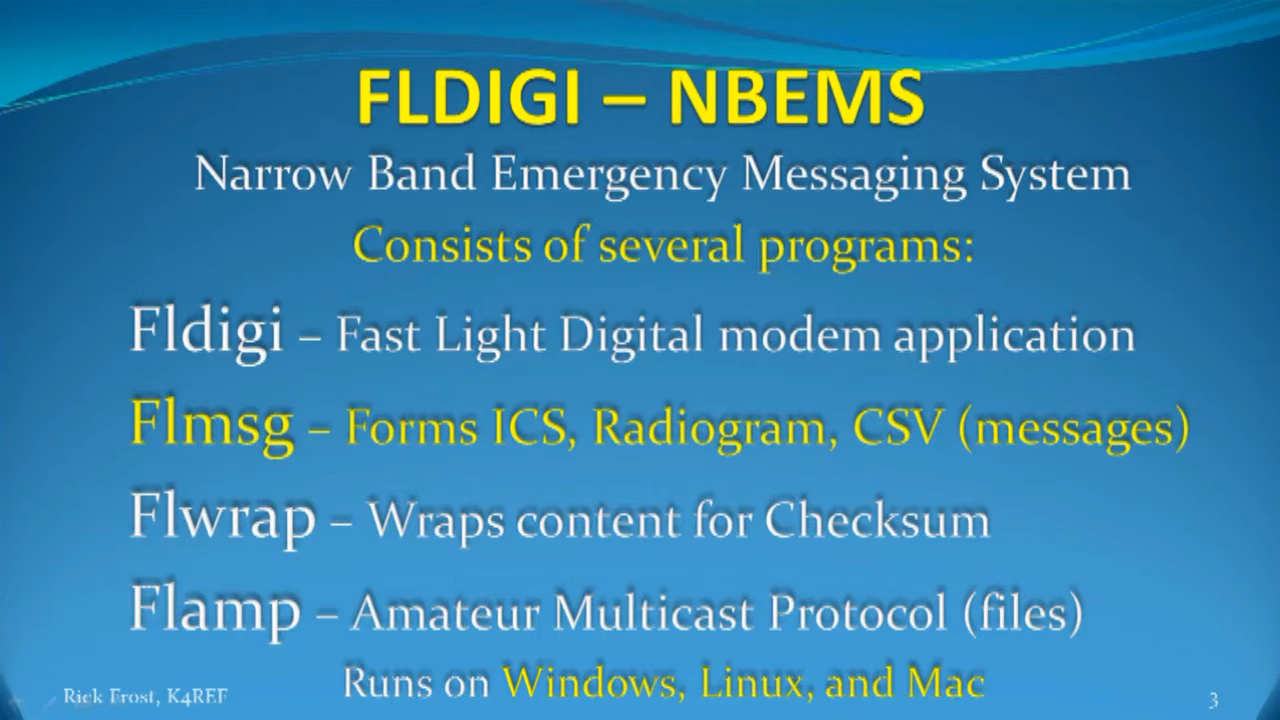 FLDIGI – NBEMS
Narrow Band Emergency Messaging System
Consists of several programs:
Fldigi – Fast Light Digital modem application
Flmsg – Forms ICS, Radiogram, CSV (messages)
Flwrap – Wraps content for Checksum
Flamp – Amateur Multicast Protocol (files)
Runs on Windows, Linux, and Mac
Rick Frost, K4REF
3